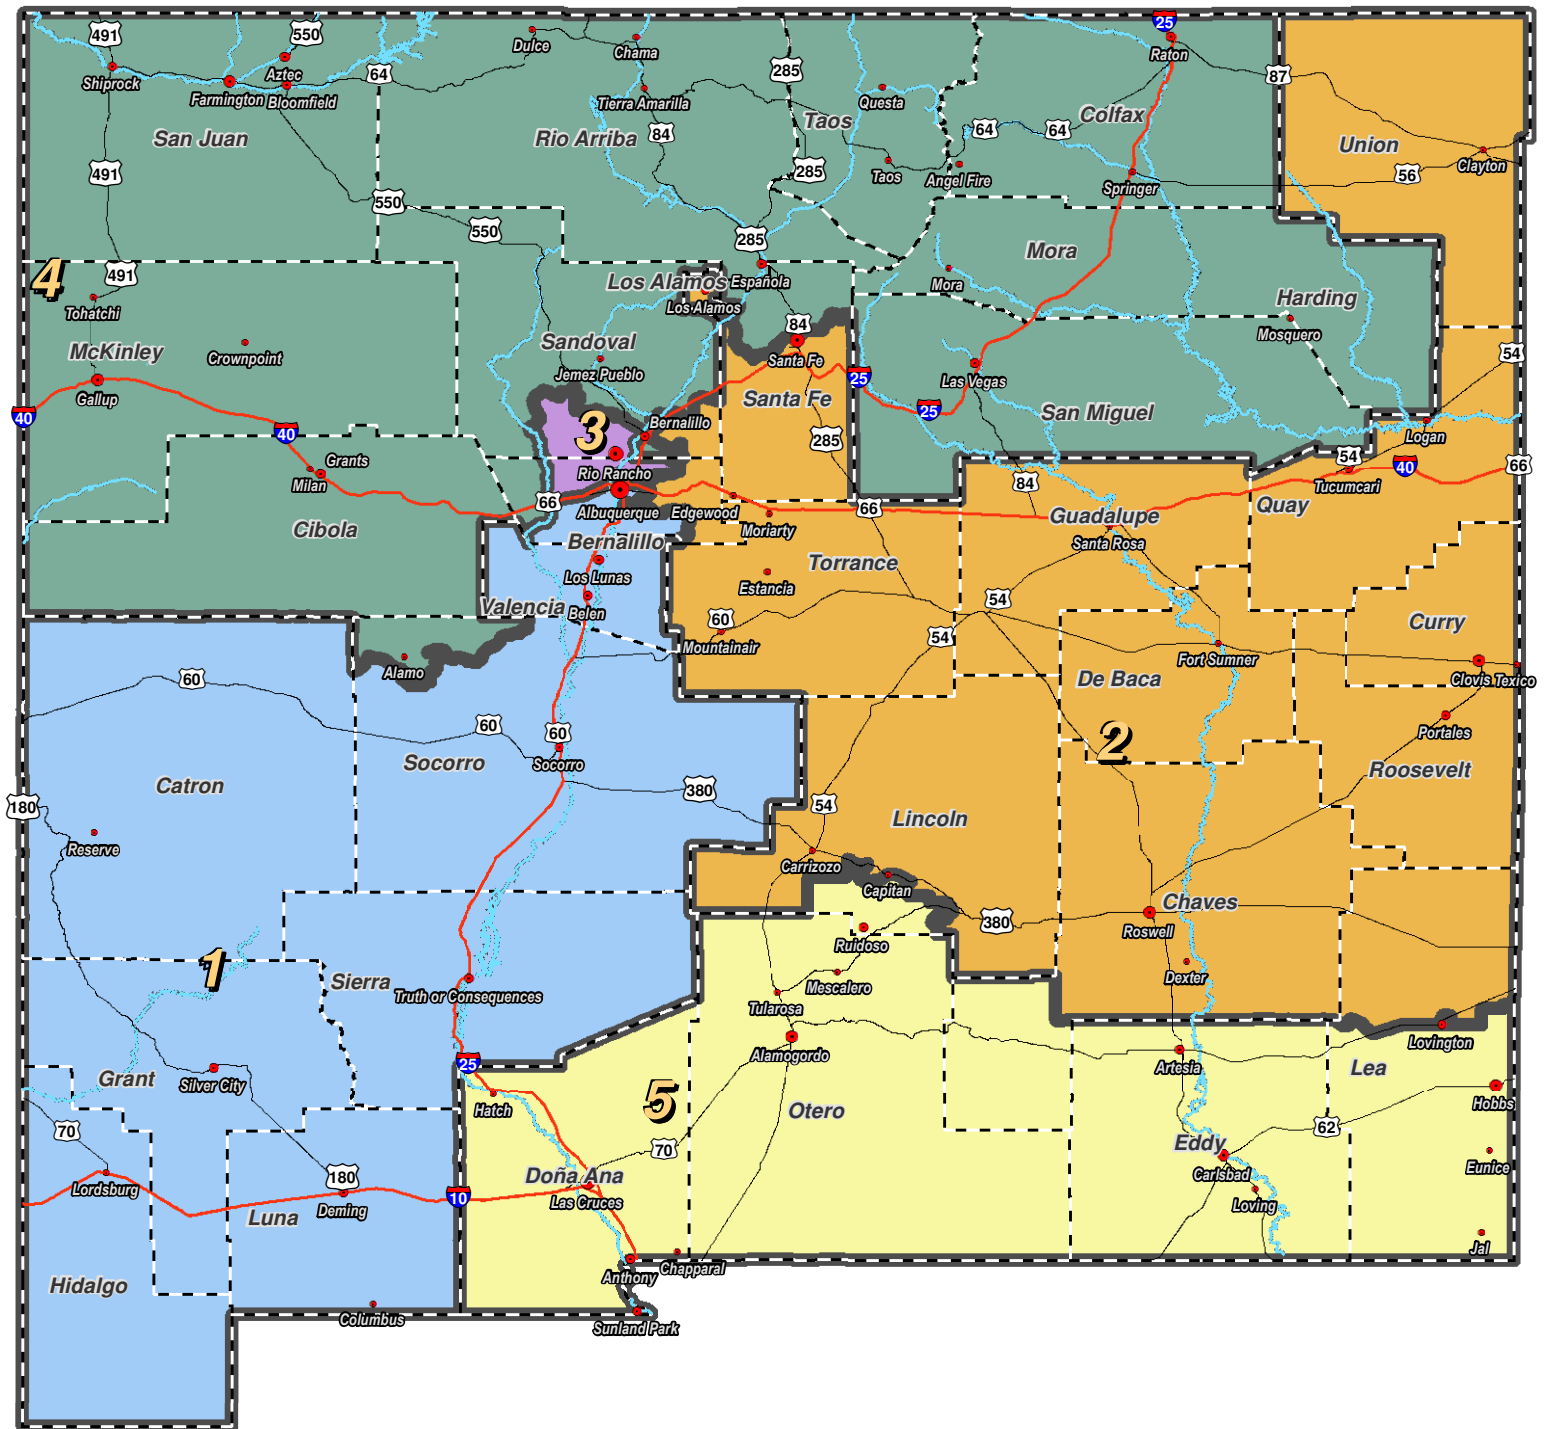 491
550
25
Dulce
Chama
Raton
Shiprock
Aztec
64
285
87
Farmington
Bloomfield
Tierra Amarilla
Questa
Colfax
San Juan
Rio Arriba
84
Taos
64
64
Union
491
285
Taos
Angel Fire
Springer
56
Clayton
550
550
285
Mora
4
491
Los Alamos
Española
Mora
Harding
Tohatchi
Los Alamos
84
Mosquero
McKinley
Crownpoint
Sandoval
Santa Fe
54
Jemez Pueblo
Las Vegas
Gallup
Santa Fe
25
40
3
Bernalillo
25
San Miguel
40
285
Logan
Grants
Rio Rancho
54
40
66
Milan
84
Tucumcari
66
66
Albuquerque
Edgewood
Moriarty
Guadalupe
Quay
Cibola
Bernalillo
Santa Rosa
Los Lunas
Torrance
Estancia
Valencia
Belen
54
60
Curry
54
Mountainair
Fort Sumner
Alamo
60
De Baca
Clovis
Texico
60
60
Portales
2
Socorro
Socorro
Roosevelt
Catron
380
180
54
Lincoln
Reserve
Carrizozo
Capitan
Chaves
380
Roswell
Ruidoso
1
Sierra
Mescalero
Dexter
Truth or Consequences
Tularosa
Alamogordo
Lovington
25
Artesia
Lea
Grant
Silver City
Hatch
5
Otero
Hobbs
70
62
70
Eddy
Doña Ana
Eunice
Lordsburg
180
10
Las Cruces
Carlsbad
Luna
Deming
Loving
Jal
Hidalgo
Anthony
Chapparal
Columbus
Sunland Park